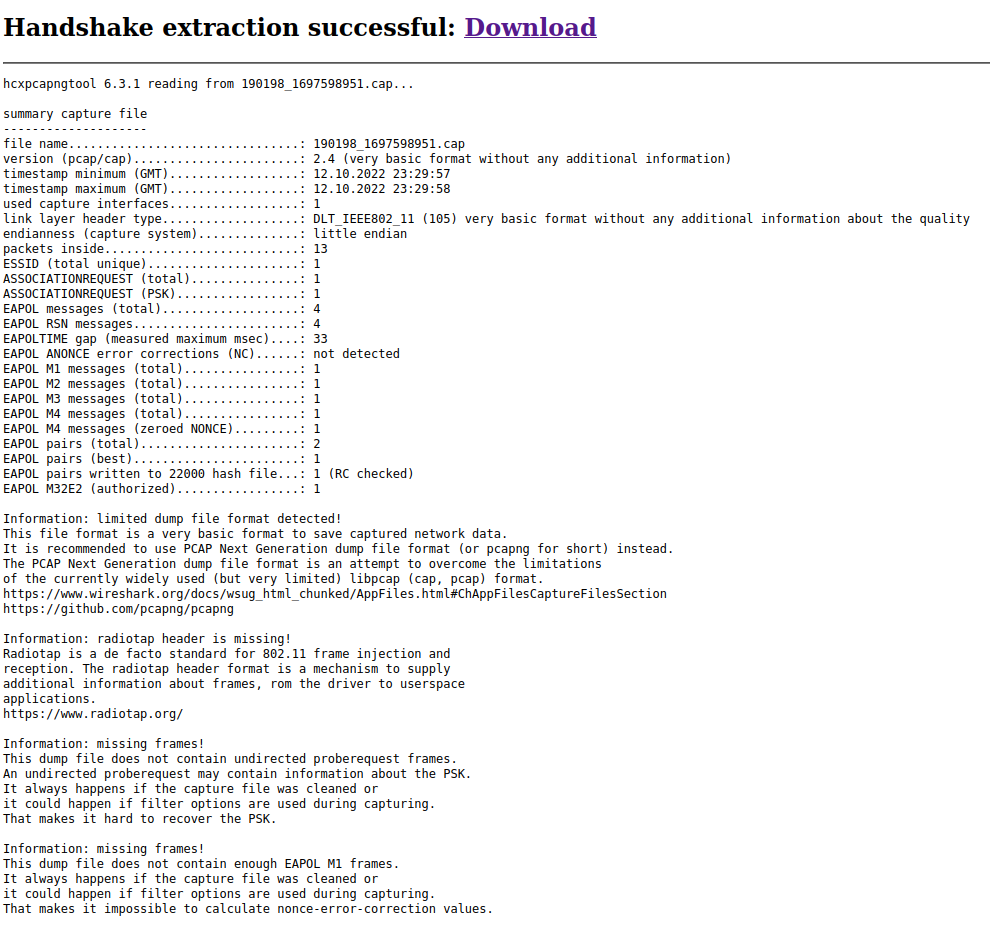 Handshake extraction successful: Download
hcxpcapngtool 6.3.1 reading from 190198_1697598951.cap...
summary capture file
--------------------
file name................................: 190198_1697598951.cap
version (pcap/cap).......................: 2.4 (very basic format without any additional information)
timestamp minimum (GMT)..................: 12.10.2022 23:29:57
timestamp maximum (GMT)..................: 12.10.2022 23:29:58
used capture interfaces..................: 1
link layer header type...................: DLT_IEEE802_11 (105) very basic format without any additional information about the quality
endianness (capture system)..............: little endian
packets inside...........................: 13
ESSID (total unique).....................: 1
ASSOCIATIONREQUEST (total)...............: 1
ASSOCIATIONREQUEST (PSK).................: 1
EAPOL messages (total)...................: 4
EAPOL RSN messages.......................: 4
EAPOLTIME gap (measured maximum msec)....: 33
EAPOL ANONCE error corrections (NC)......: not detected
EAPOL M1 messages (total)................: 1
EAPOL M2 messages (total)................: 1
EAPOL M3 messages (total)................: 1
EAPOL M4 messages (total)................: 1
EAPOL M4 messages (zeroed NONCE).........: 1
EAPOL pairs (total)......................: 2
EAPOL pairs (best).......................: 1
EAPOL pairs written to 22000 hash file...: 1 (RC checked)
EAPOL M32E2 (authorized).................: 1
Information: limited dump file format detected!
This file format is a very basic format to save captured network data.
It is recommended to use PCAP Next Generation dump file format (or pcapng for short) instead.
The PCAP Next Generation dump file format is an attempt to overcome the limitations
of the currently widely used (but very limited) libpcap (cap, pcap) format.
https://www.wireshark.org/docs/wsug_html_chunked/AppFiles.html#ChAppFilesCaptureFilesSection
https://github.com/pcapng/pcapng
Information: radiotap header is missing!
Radiotap is a de facto standard for 802.11 frame injection and
reception. The radiotap header format is a mechanism to supply
additional information about frames, rom the driver to userspace
applications.
https://www.radiotap.org/
Information: missing frames!
This dump file does not contain undirected proberequest frames.
An undirected proberequest may contain information about the PSK.
It always happens if the capture file was cleaned or
it could happen if filter options are used during capturing.
That makes it hard to recover the PSK.
Information: missing frames!
This dump file does not contain enough EAPOL M1 frames.
It always happens if the capture file was cleaned or
it could happen if filter options are used during capturing.
That makes it impossible to calculate nonce-error-correction values.